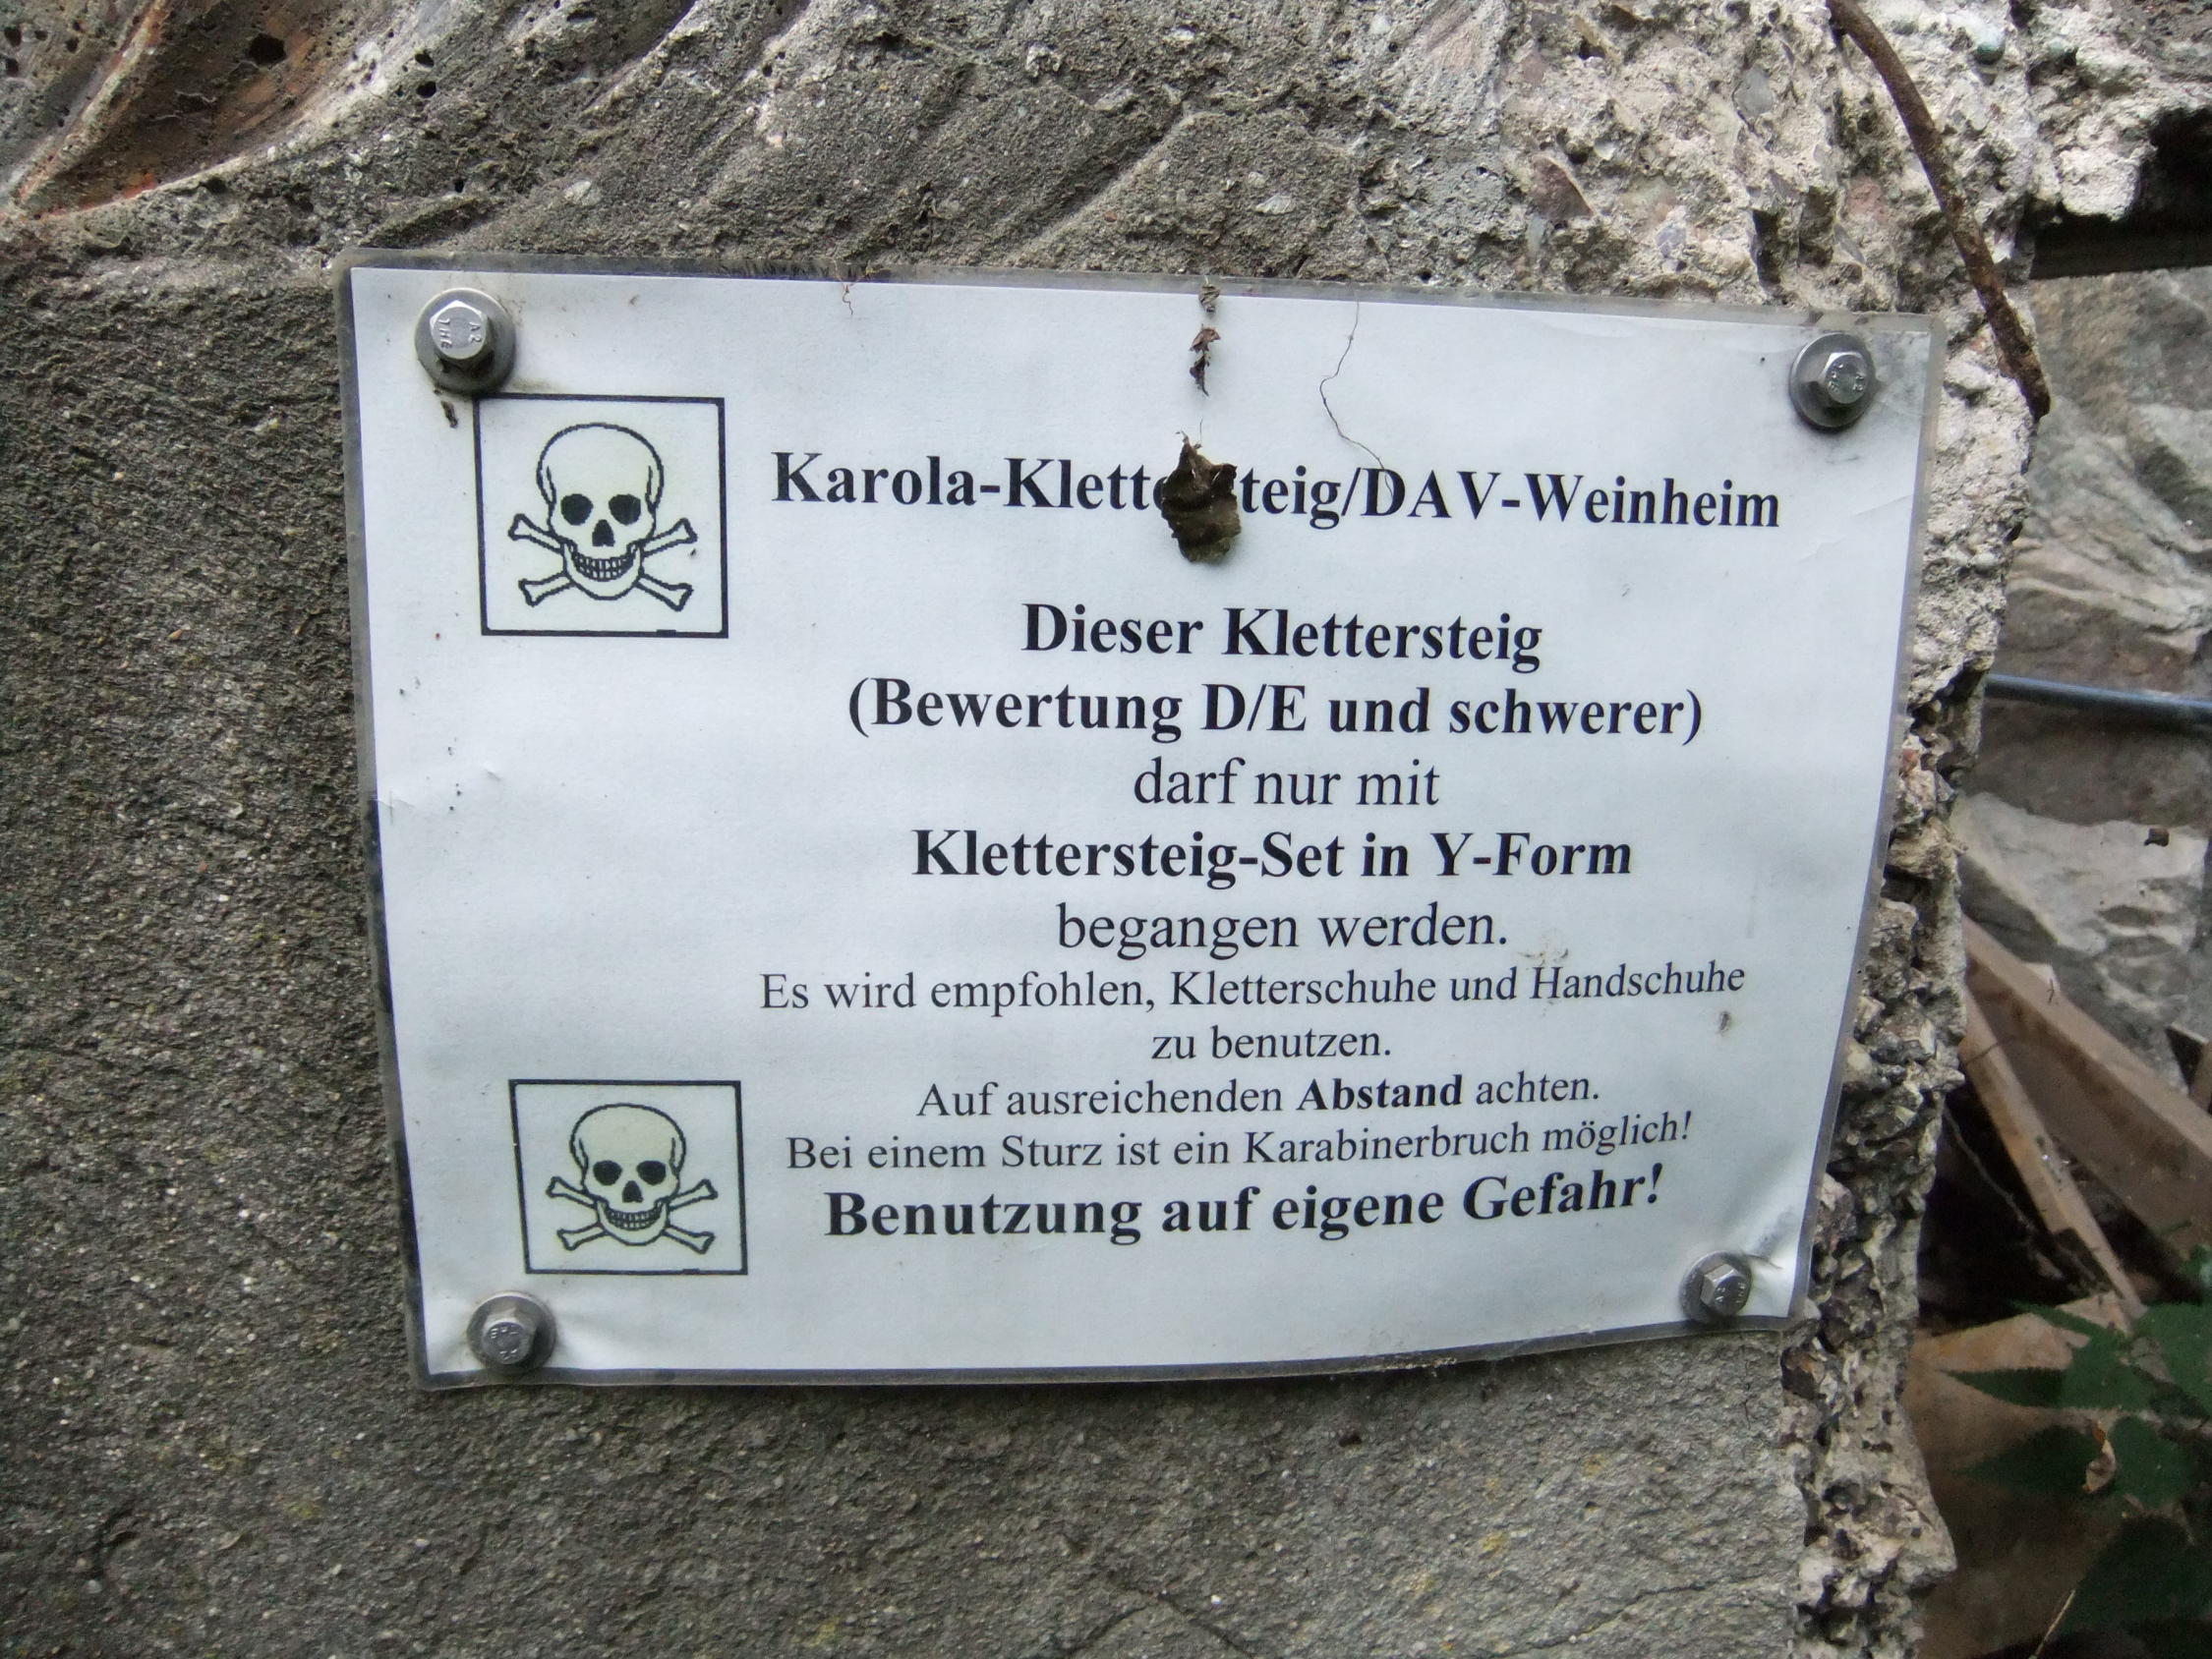 Karola-Klettersteig/DAV-Weinheim
Dieser Klettersteig
(Bewertung D/E und schwerer)
darf nur mit
Klettersteig-Set in Y-Form
begangen werden.
Es wird empfohlen, Kletterschuhe und Handschuhe
zu benutzen.
Auf ausreichenden Abstand achten.
Bei einem Sturz ist ein Karabinerbruch möglich!
Benutzung auf eigene Gefahr!